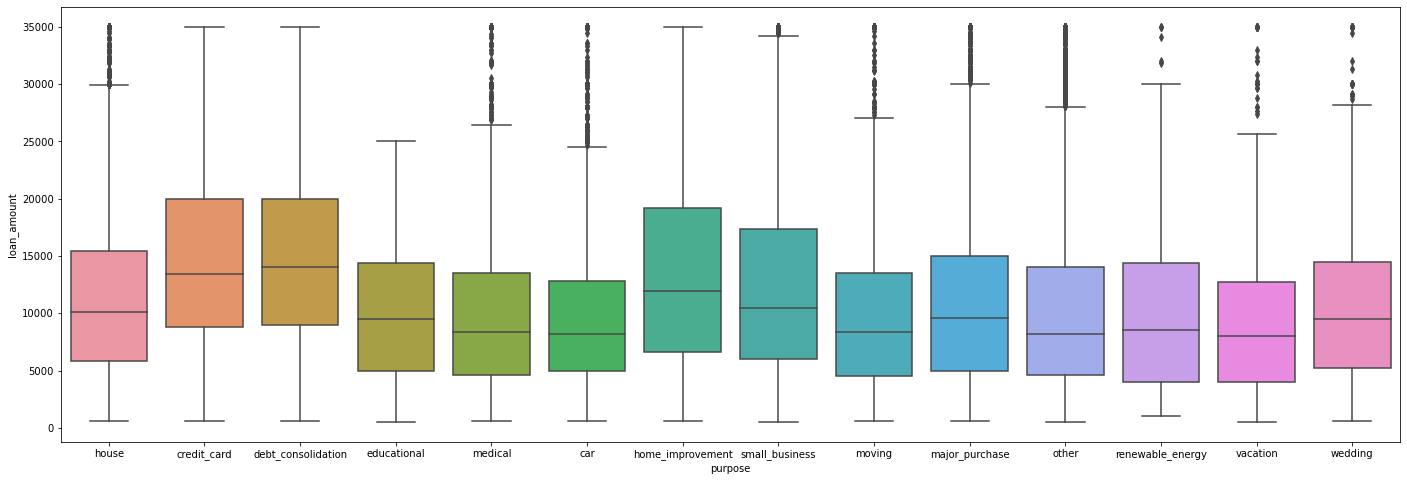 35000
30000
25000
20000
15000
10000
5000
0
loan_amount
house credit_card debt_consolidation educational medical car home_improvement small_business moving major_purchase other renewable_energy vacation wedding
purpose